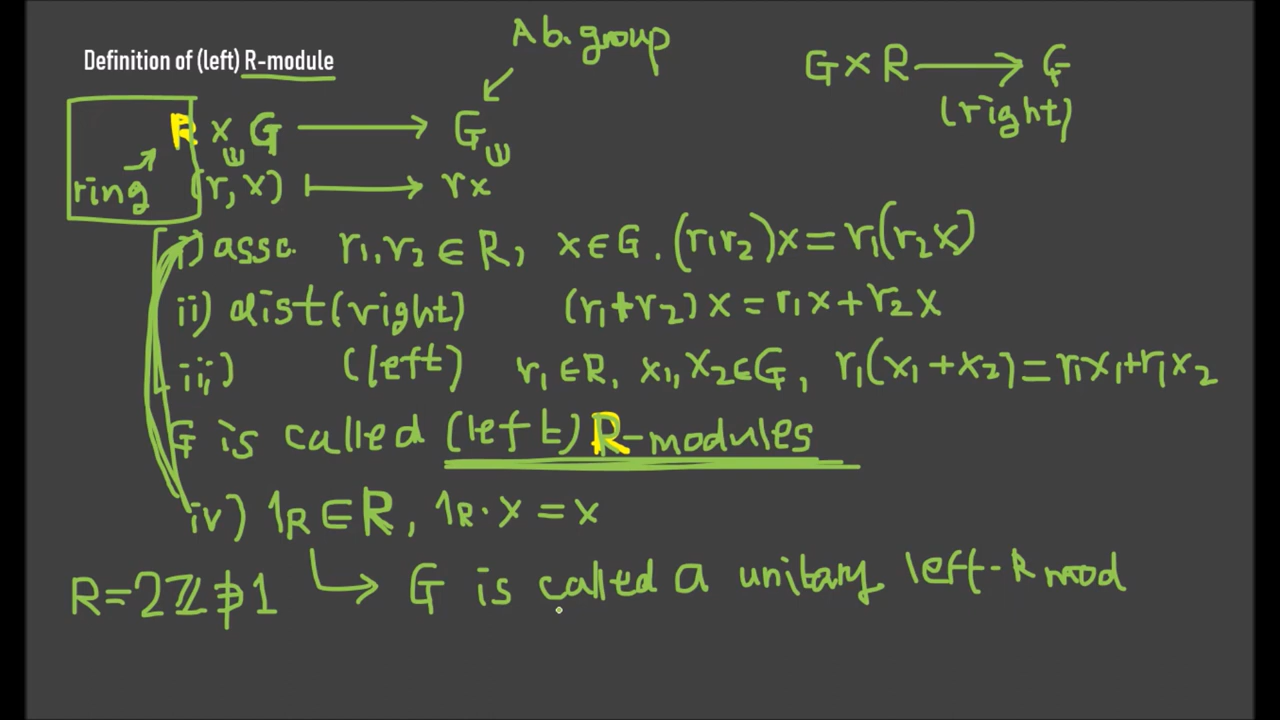 Ab. group
Definition of (left) R-module
G × R ⟶ G
(right)
R × G ⟶ G
ring (r, x) ⟼ rx
i) assc. r₁, r₂ ∈ R, x ∈ G. (r₁r₂)x = r₁(r₂x)
ii) dist (right) (r₁+r₂)x = r₁x + r₂x
iii) (left) r₁ ∈ R, x₁, x₂ ∈ G, r₁(x₁+x₂) = r₁x₁+r₁x₂
G is called (left) R-modules
iv) 1_R ∈ R, 1_R · x = x
R = 2ℤ ∌ 1 ↳ G is called a unitary left-R mod